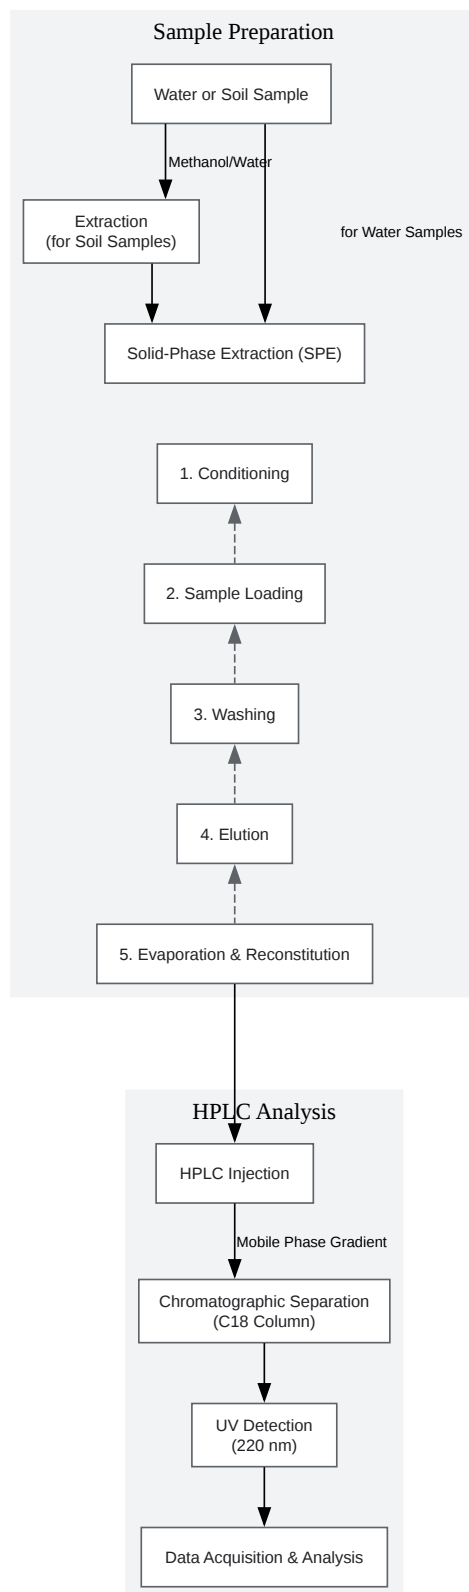 Sample Preparation
Water or Soil Sample
Methanol/Water
Extraction
(for Soil Samples)
for Water Samples
Solid-Phase Extraction (SPE)
1. Conditioning
2. Sample Loading
3. Washing
4. Elution
5. Evaporation & Reconstitution
HPLC Analysis
HPLC Injection
Mobile Phase Gradient
Chromatographic Separation
(C18 Column)
UV Detection
(220 nm)
Data Acquisition & Analysis